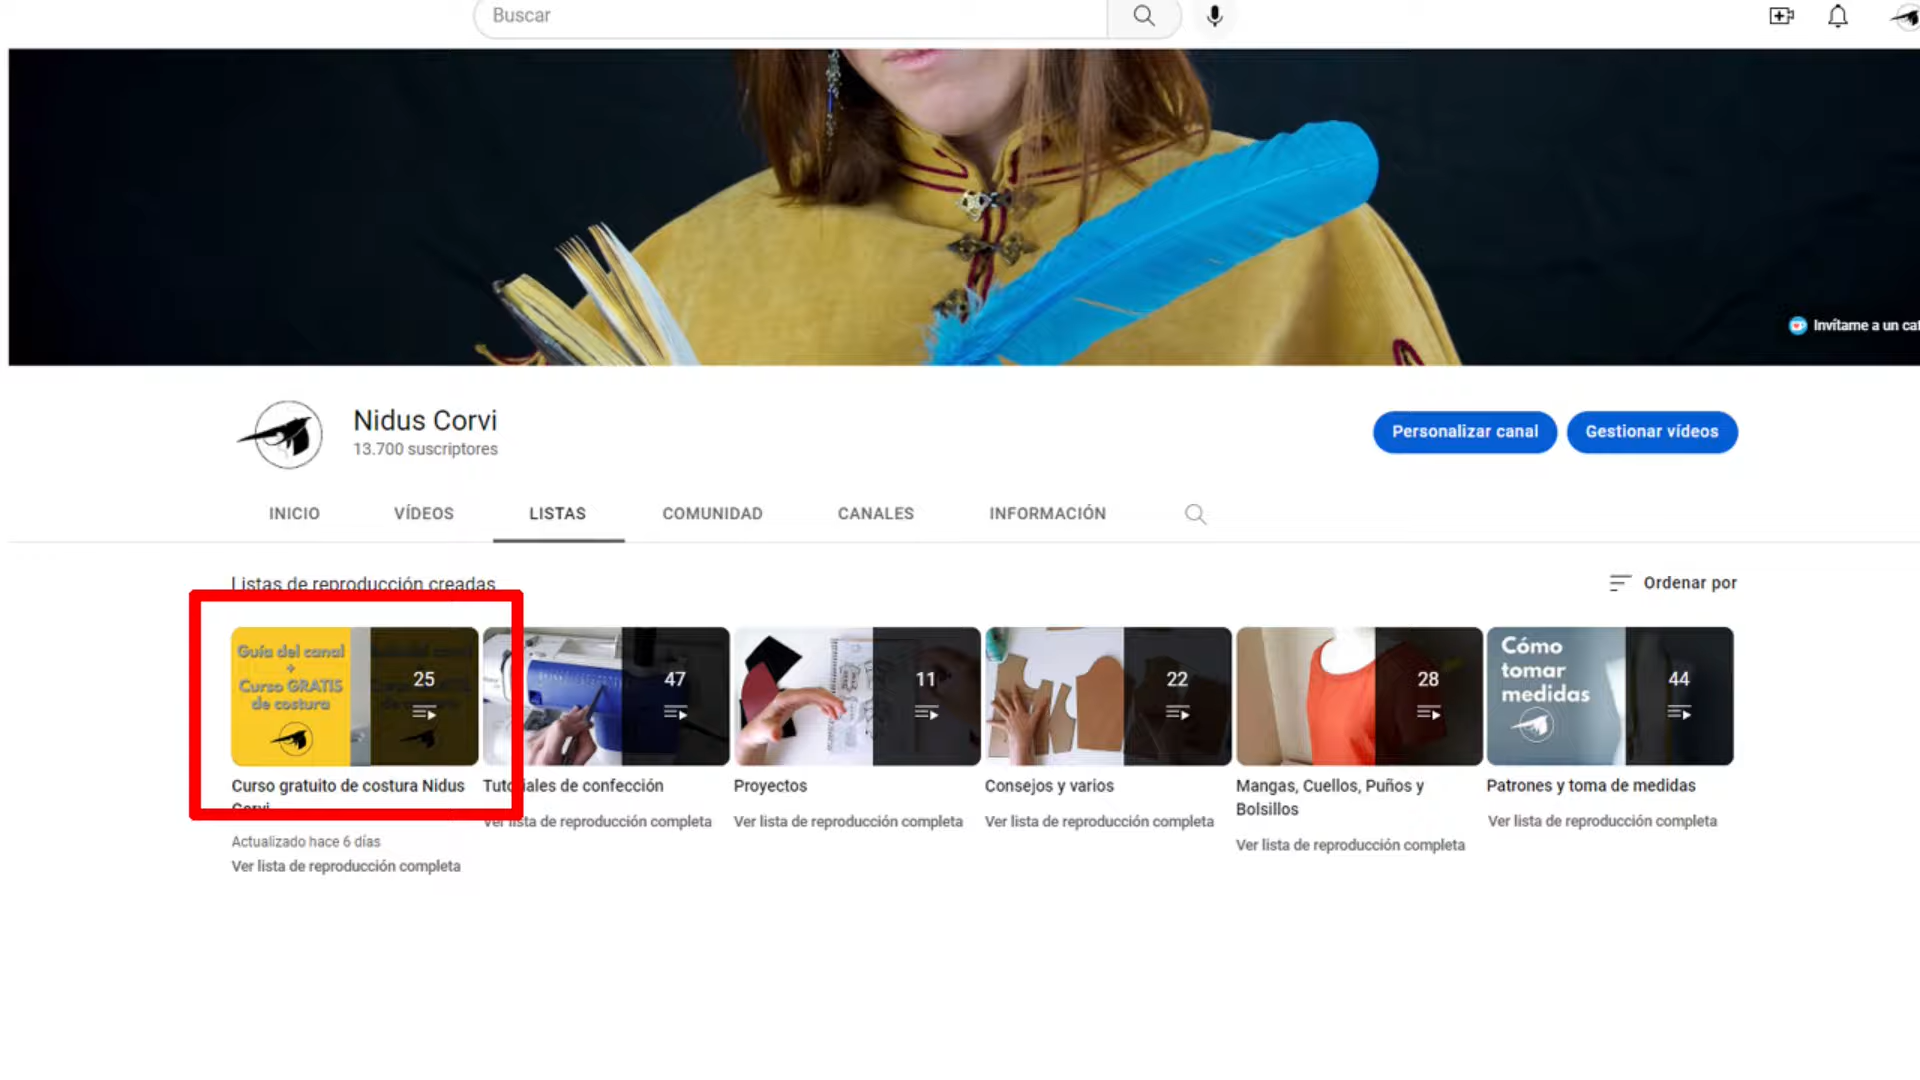 Buscar
Invítame a un
Nidus Corvi
13.700 suscriptores
Personalizar canal
Gestionar vídeos
INICIO
VÍDEOS
LISTAS
COMUNIDAD
CANALES
INFORMACIÓN
Listas de reproducción creadas
Ordenar por
Guía del canal
+
Curso GRATIS
de costura
25
47
11
22
28
Cómo
tomar
medidas
44
Curso gratuito de costura Nidus
Corvi
Actualizado hace 6 días
Ver lista de reproducción completa
Tutoriales de confección
Ver lista de reproducción completa
Proyectos
Ver lista de reproducción completa
Consejos y varios
Ver lista de reproducción completa
Mangas, Cuellos, Puños y
Bolsillos
Ver lista de reproducción completa
Patrones y toma de medidas
Ver lista de reproducción completa